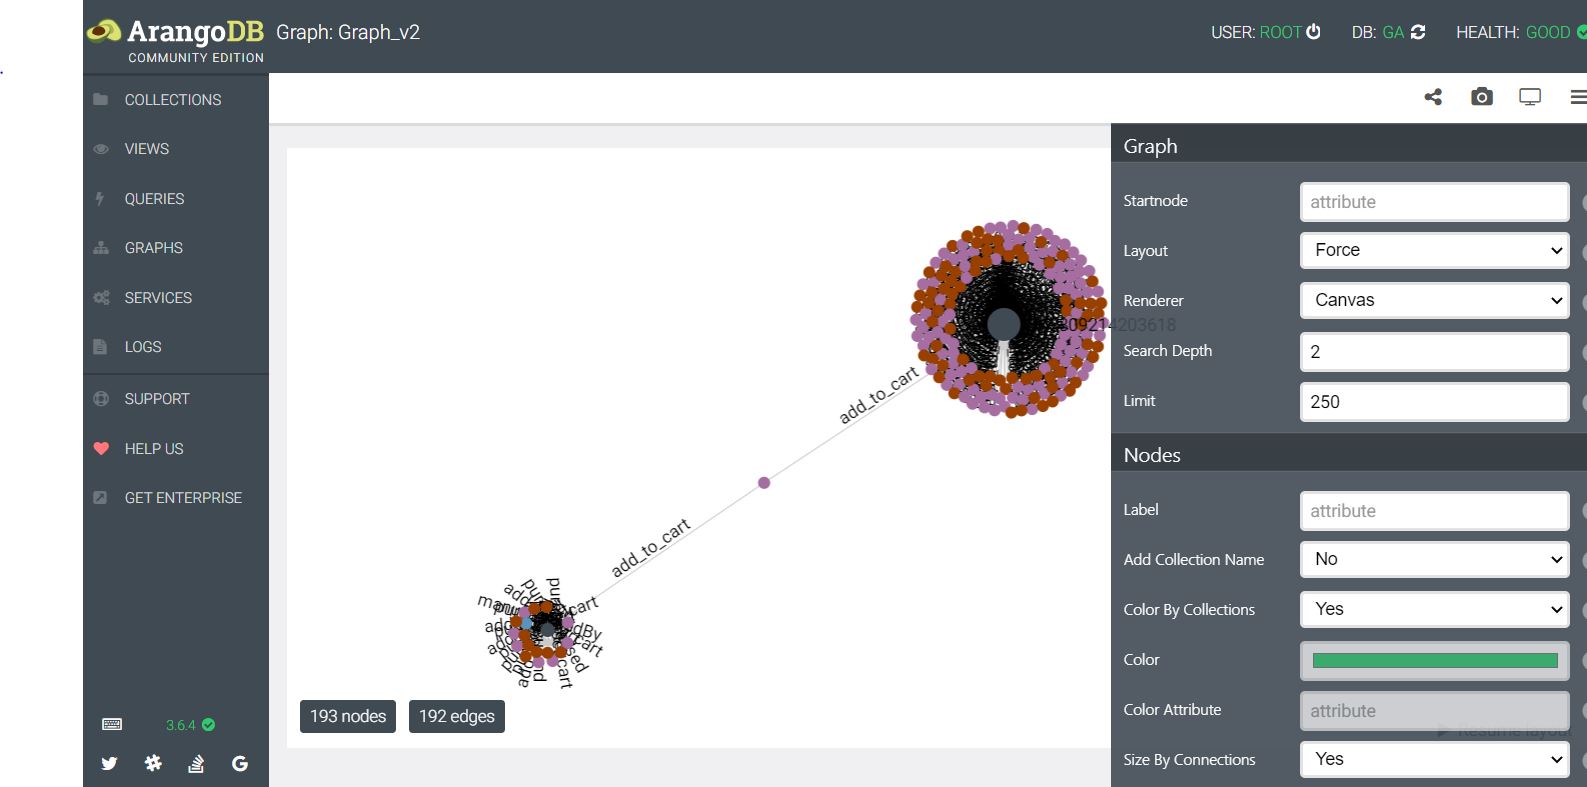 ArangoDB
COMMUNITY EDITION
Graph: Graph_v2
USER: ROOT
DB: GA
HEALTH: GOOD
COLLECTIONS
VIEWS
QUERIES
GRAPHS
SERVICES
LOGS
SUPPORT
HELP US
GET ENTERPRISE
3.6.4
add_to_cart
add_to_cart
193 nodes
192 edges
Graph
Startnode
attribute
Layout
Force
Renderer
Canvas
Search Depth
2
Limit
250
Nodes
Label
attribute
Add Collection Name
No
Color By Collections
Yes
Color
Color Attribute
attribute
Resume layout
Size By Connections
Yes